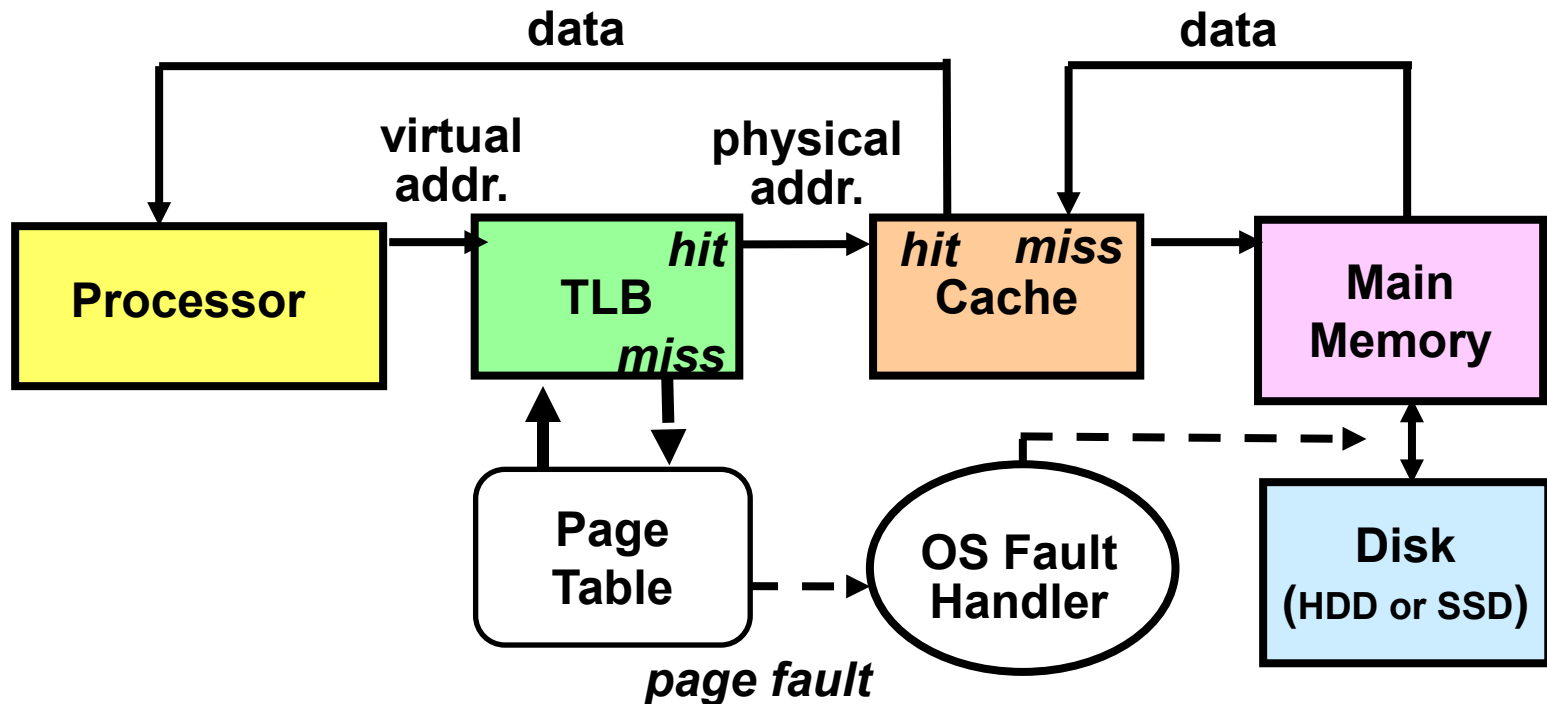 data
data
virtual
addr.
physical
addr.
Processor
TLB
hit
miss
hit
miss
Cache
Main
Memory
Page
Table
OS Fault
Handler
Disk
(HDD or SSD)
page fault